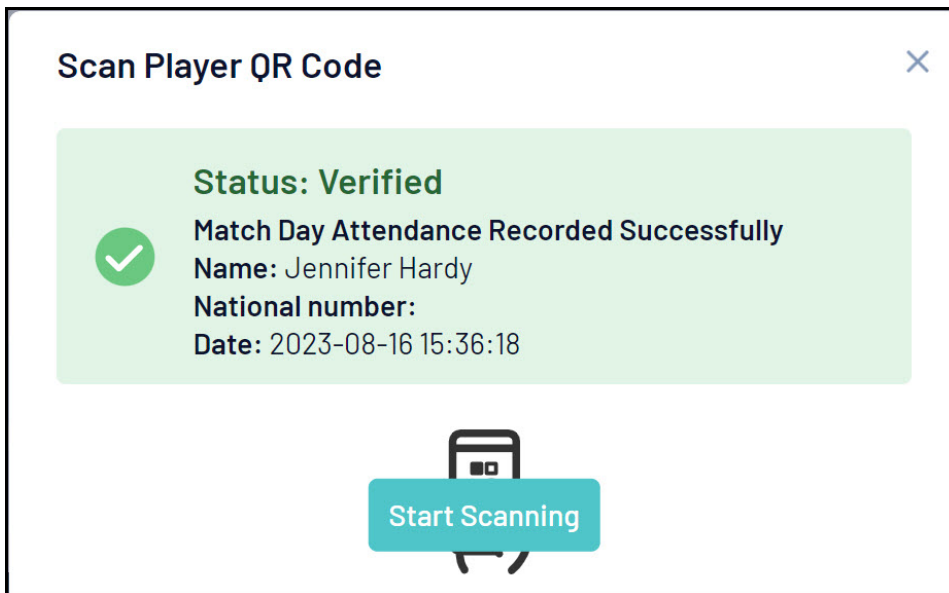 Scan Player QR Code
Status: Verified
Match Day Attendance Recorded Successfully
Name: Jennifer Hardy
National number:
Date: 2023-08-16 15:36:18
Start Scanning